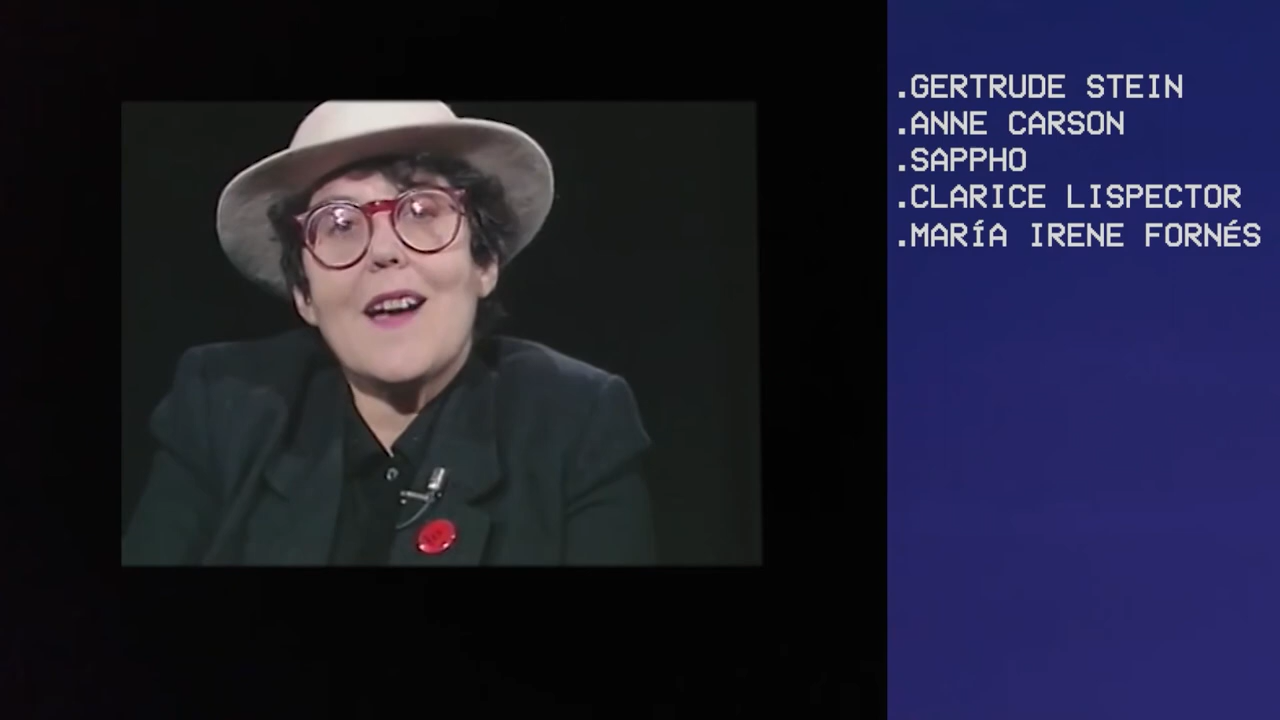 .GERTRUDE STEIN
.ANNE CARSON
.SAPPHO
.CLARICE LISPECTOR
.MARÍA IRENE FORNÉS